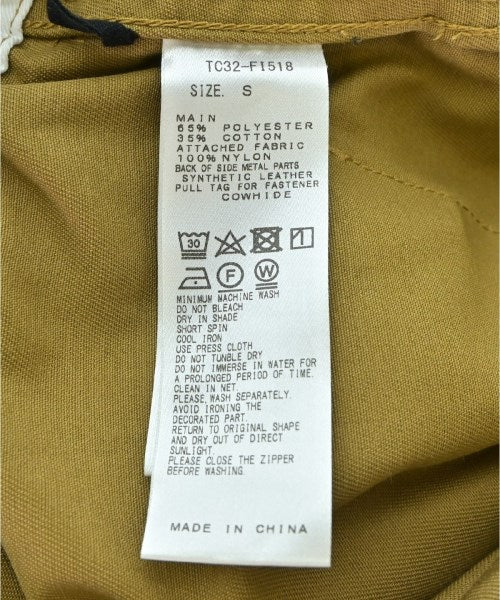 TC32-FI518
SIZE. S
MAIN
65% POLYESTER
35% COTTON
ATTACHED FABRIC
100% NYLON
BACK OF SIDE METAL PARTS
SYNTHETIC LEATHER
PULL TAG FOR FASTENER
COWHIDE
30
F W
MINIMUM MACHINE WASH
DO NOT BLEACH
DRY IN SHADE
SHORT SPIN
COOL IRON
USE PRESS CLOTH
DO NOT TUNBLE DRY
DO NOT IMMERSE IN WATER FOR
A PROLONGED PERIOD OF TIME.
CLEAN IN NET.
PLEASE, WASH SEPARATELY.
AVOID IRONING THE
DECORATED PART.
RETURN TO ORIGINAL SHAPE
AND DRY OUT OF DIRECT
SUNLIGHT.
PLEASE CLOSE THE ZIPPER
BEFORE WASHING.
MADE IN CHINA